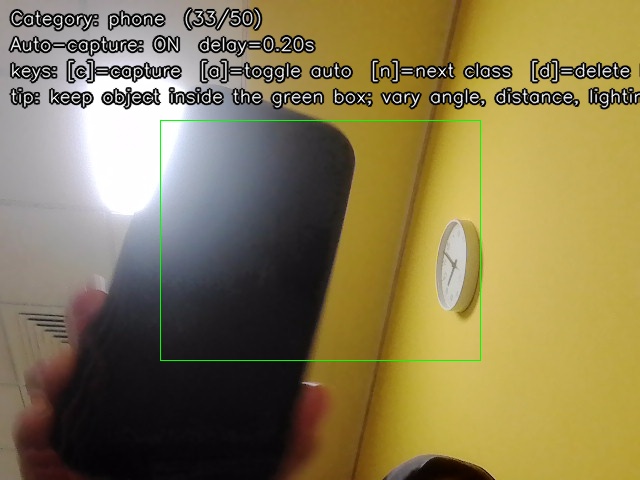 Category: phone (33/50)
Auto-capture: ON delay=0.20s
keys: [c]=capture [a]=toggle auto [n]=next class [d]=delete
tip: keep object inside the green box; vary angle, distance,